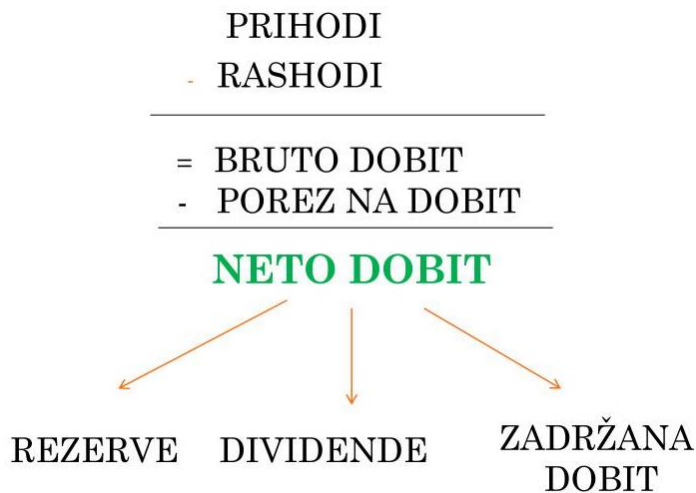 PRIHODI
- RASHODI
= BRUTO DOBIT
- POREZ NA DOBIT
NETO DOBIT
REZERVE DIVIDENDE ZADRŽANA
DOBIT